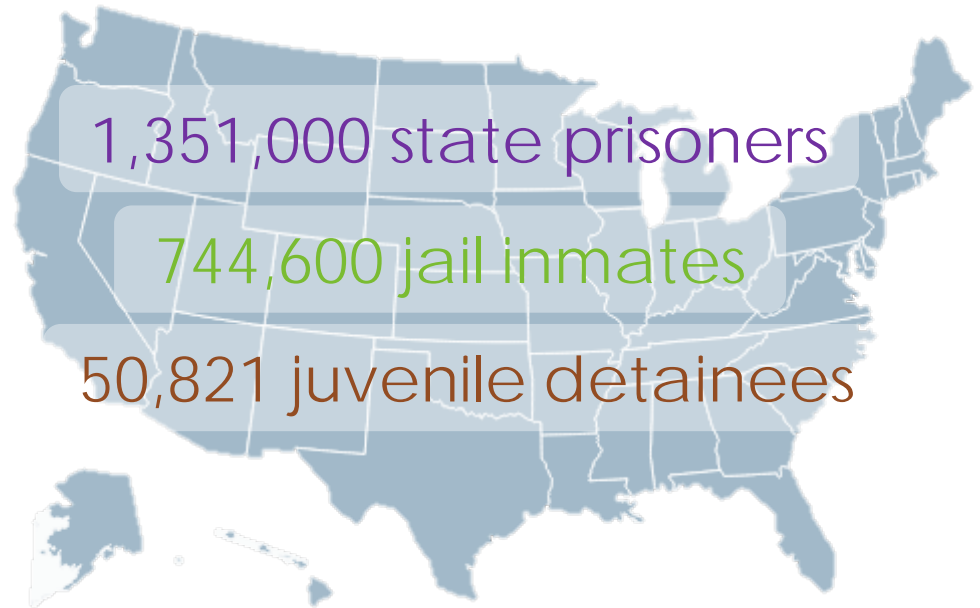 1,351,000 state prisoners
744,600 jail inmates
50,821 juvenile detainees